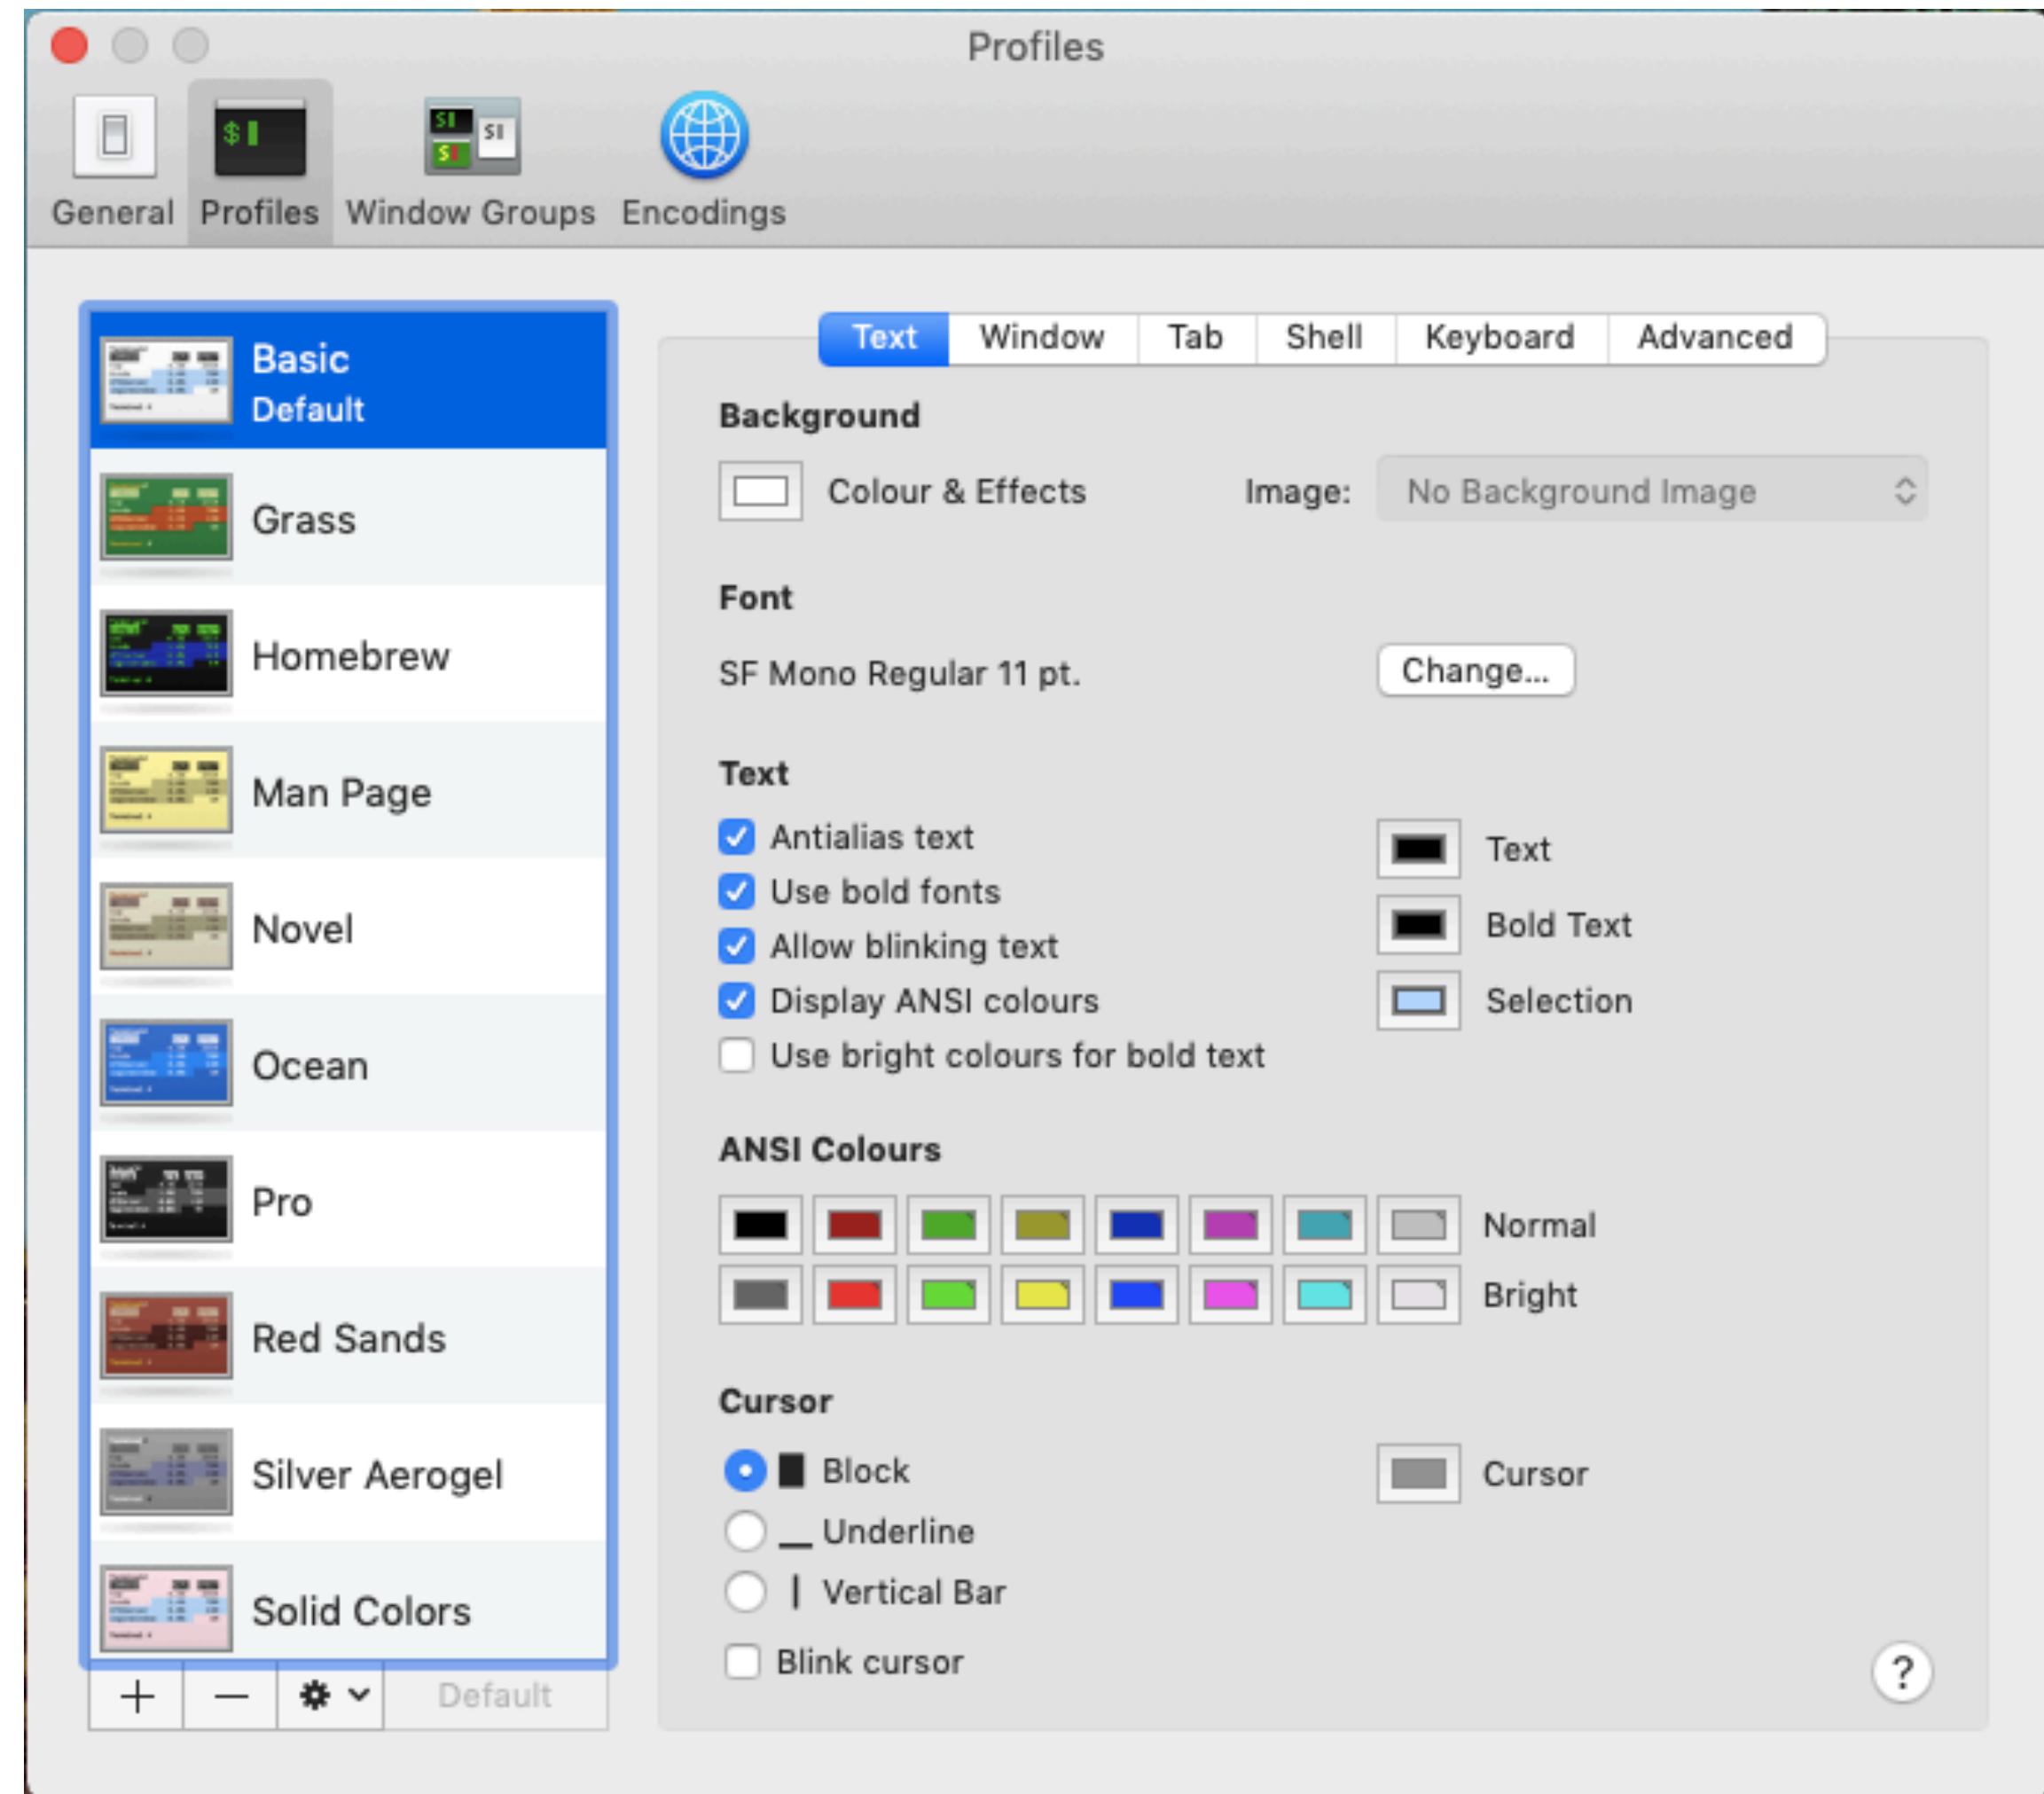 Profiles
General Profiles Window Groups Encodings
Basic
Default
Grass
Homebrew
Man Page
Novel
Ocean
Pro
Red Sands
Silver Aerogel
Solid Colors
Default
Text Window Tab Shell Keyboard Advanced
Background
Colour & Effects Image: No Background Image
Font
SF Mono Regular 11 pt. Change...
Text
Antialias text
Use bold fonts
Allow blinking text
Display ANSI colours
Use bright colours for bold text
Text
Bold Text
Selection
ANSI Colours
Normal
Bright
Cursor
Block
Underline
Vertical Bar
Blink cursor
Cursor
?